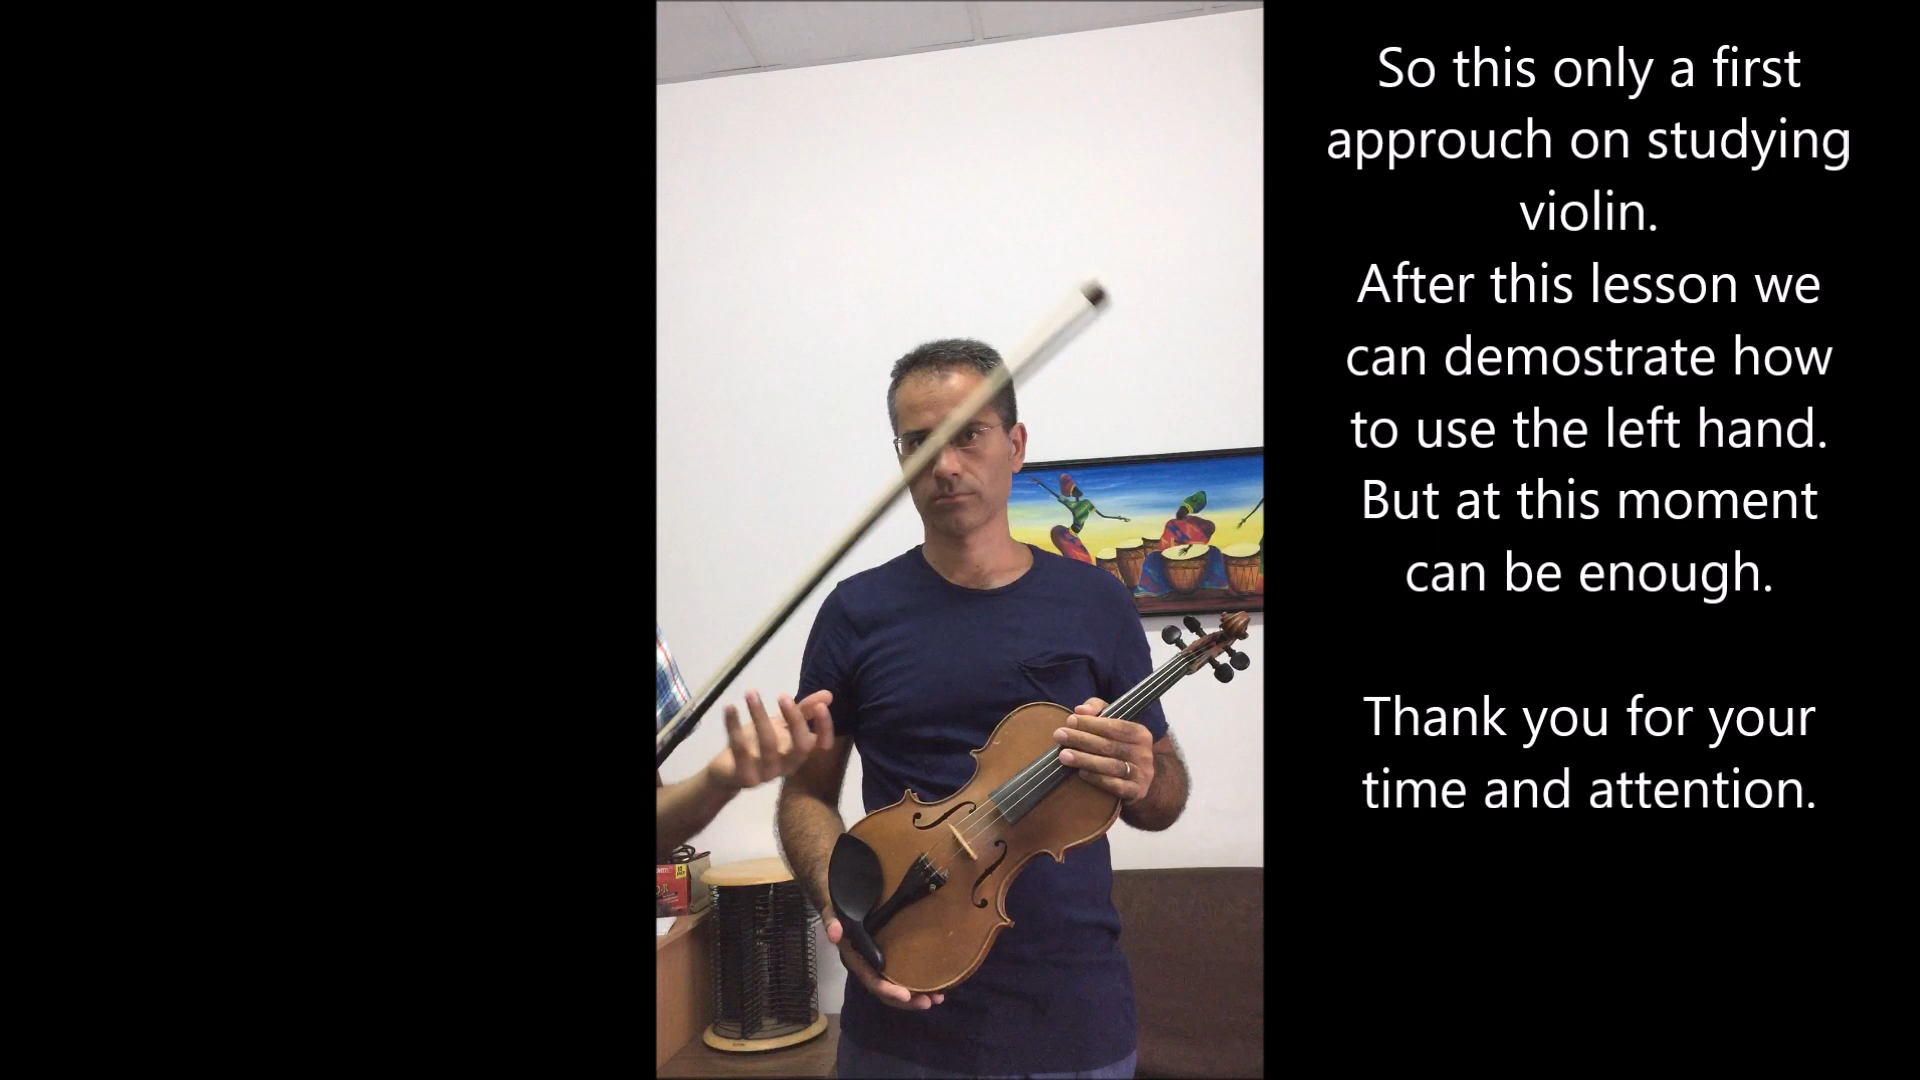 So this only a first
approuch on studying
violin.
After this lesson we
can demostrate how
to use the left hand.
But at this moment
can be enough.
Thank you for your
time and attention.